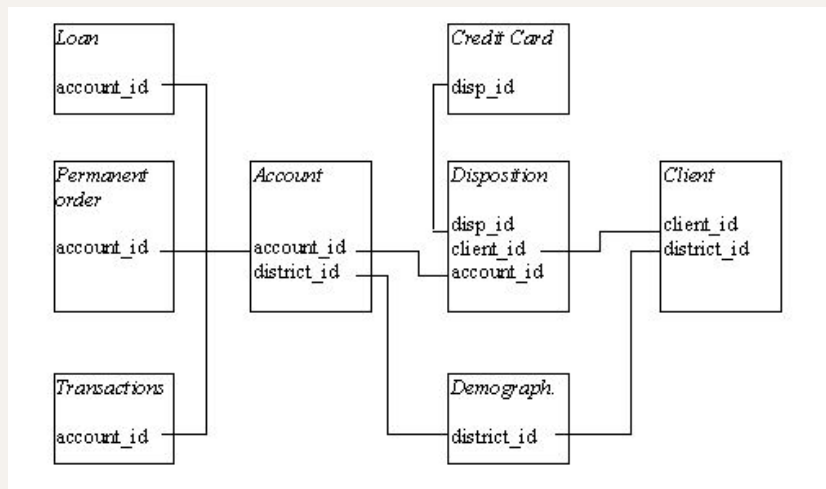 Loan
account_id
Credit Card
disp_id
Permanent
order
account_id
Account
account_id
district_id
Disposition
disp_id
client_id
account_id
Client
client_id
district_id
Transactions
account_id
Demograph.
district_id